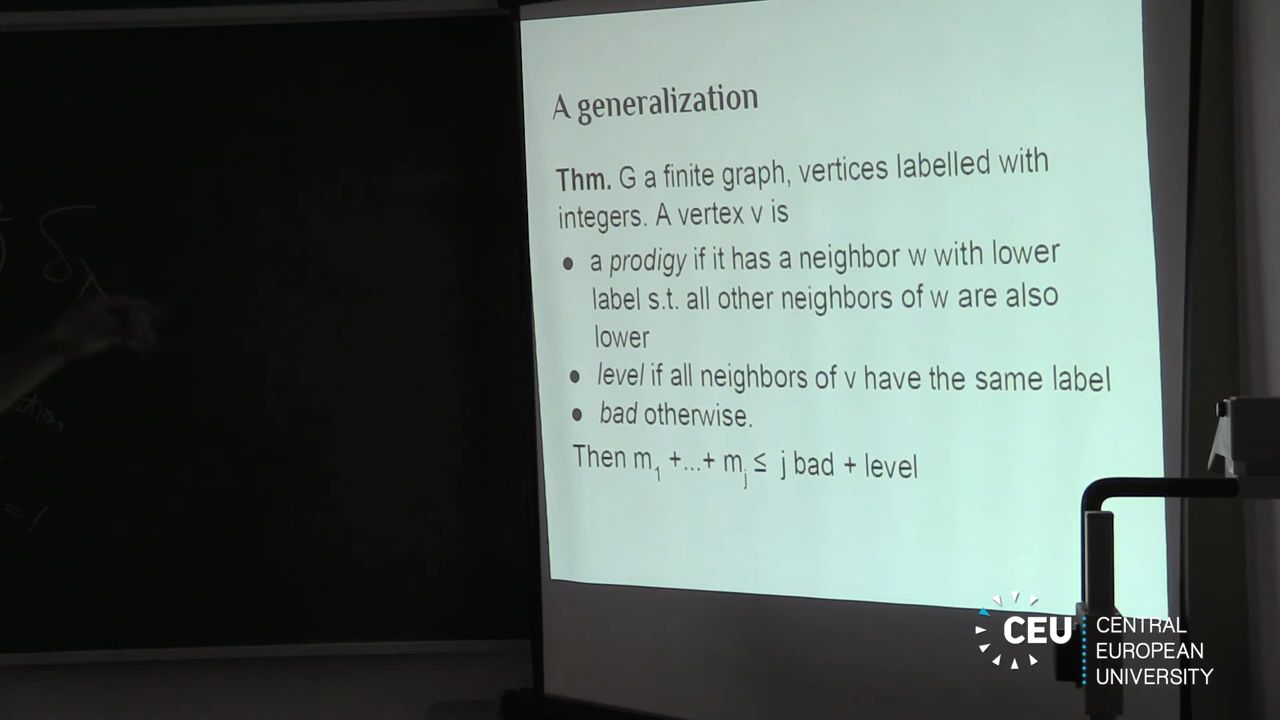 A generalization
Thm. G a finite graph, vertices labelled with
integers. A vertex v is
● a prodigy if it has a neighbor w with lower
label s.t. all other neighbors of w are also
lower
● level if all neighbors of v have the same label
● bad otherwise.
Then m₁ +...+ mⱼ ≤ j bad + level
δλ
CEU
CENTRAL
EUROPEAN
UNIVERSITY